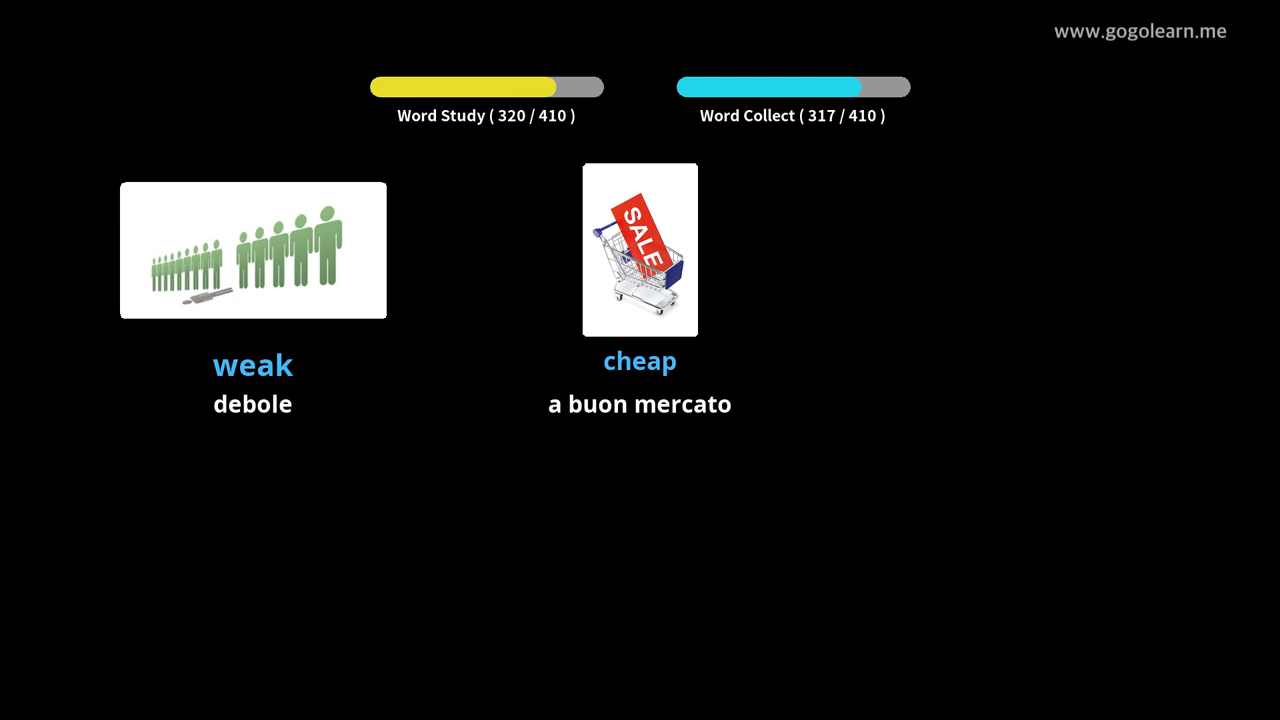 www.gogolearn.me
Word Study ( 320 / 410 )
Word Collect ( 317 / 410 )
SALE
weak
debole
cheap
a buon mercato